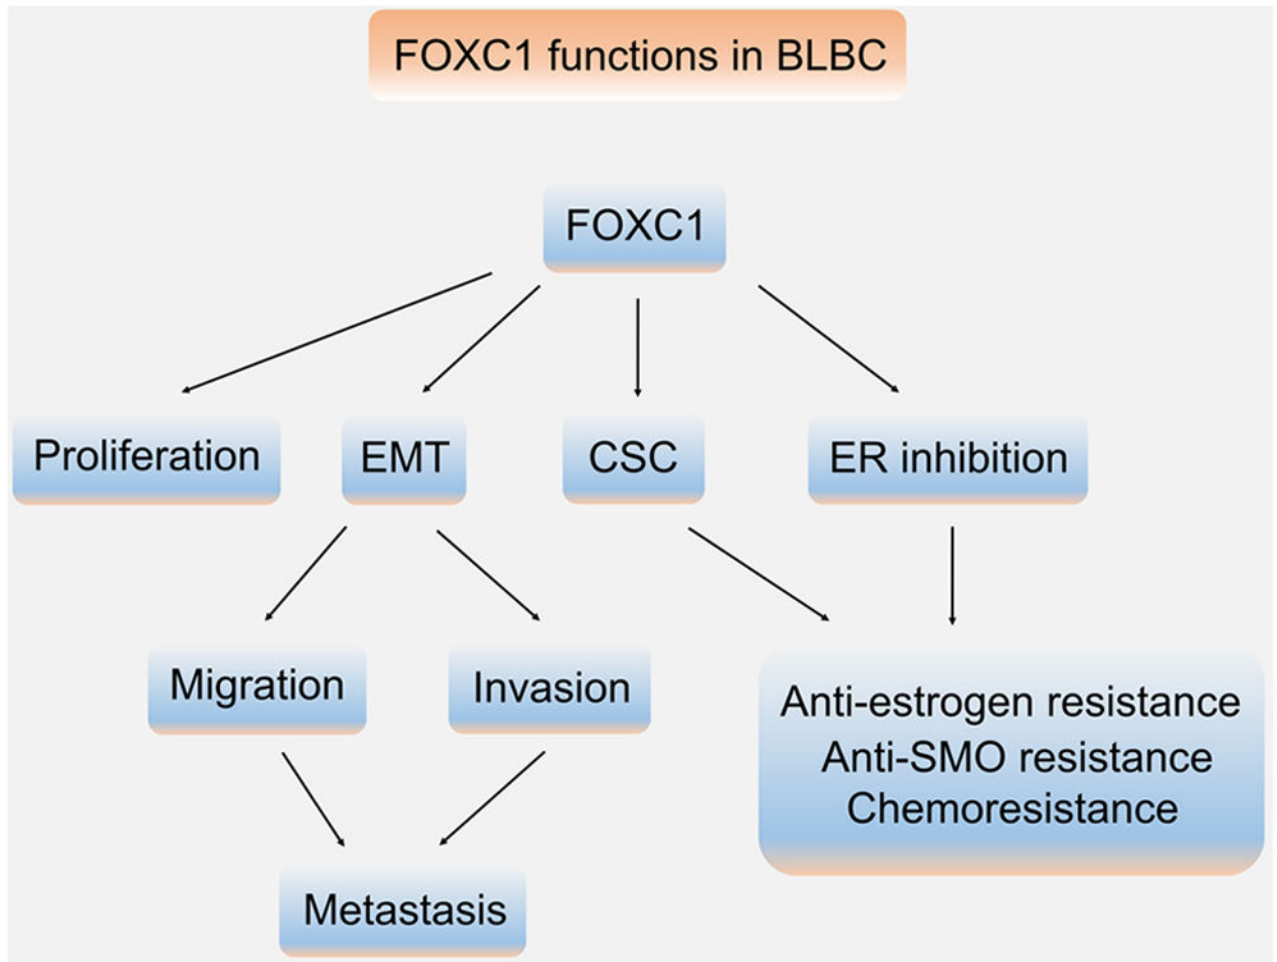 FOXC1 functions in BLBC
FOXC1
Proliferation
EMT
CSC
ER inhibition
Migration
Invasion
Anti-estrogen resistance
Anti-SMO resistance
Chemoresistance
Metastasis